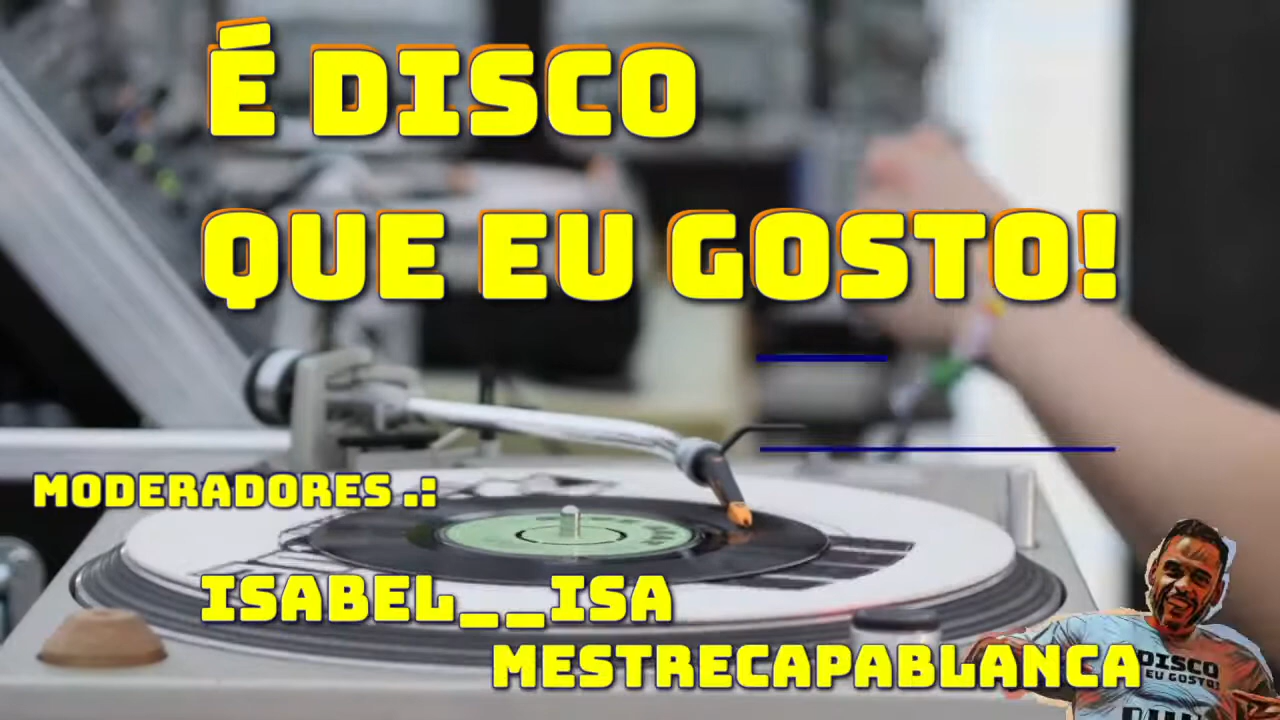 É DISCO
QUE EU GOSTO!
MODERADORES .:
ISABEL__ISA
MESTRECAPABLANCA
DISCO
EU GOSTO!